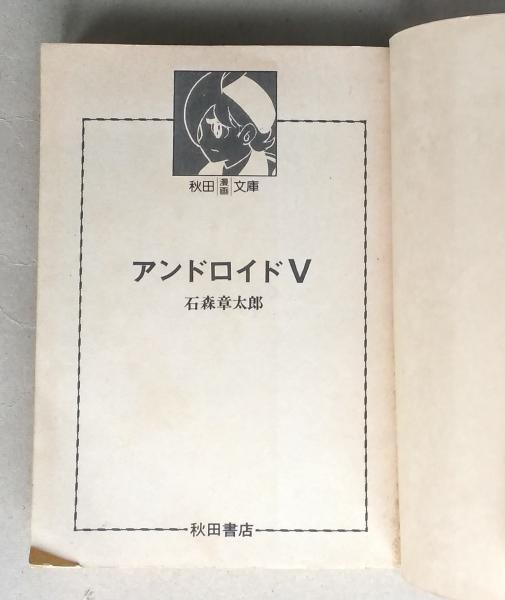 秋田漫画文庫
アンドロイドV
石森章太郎
秋田書店